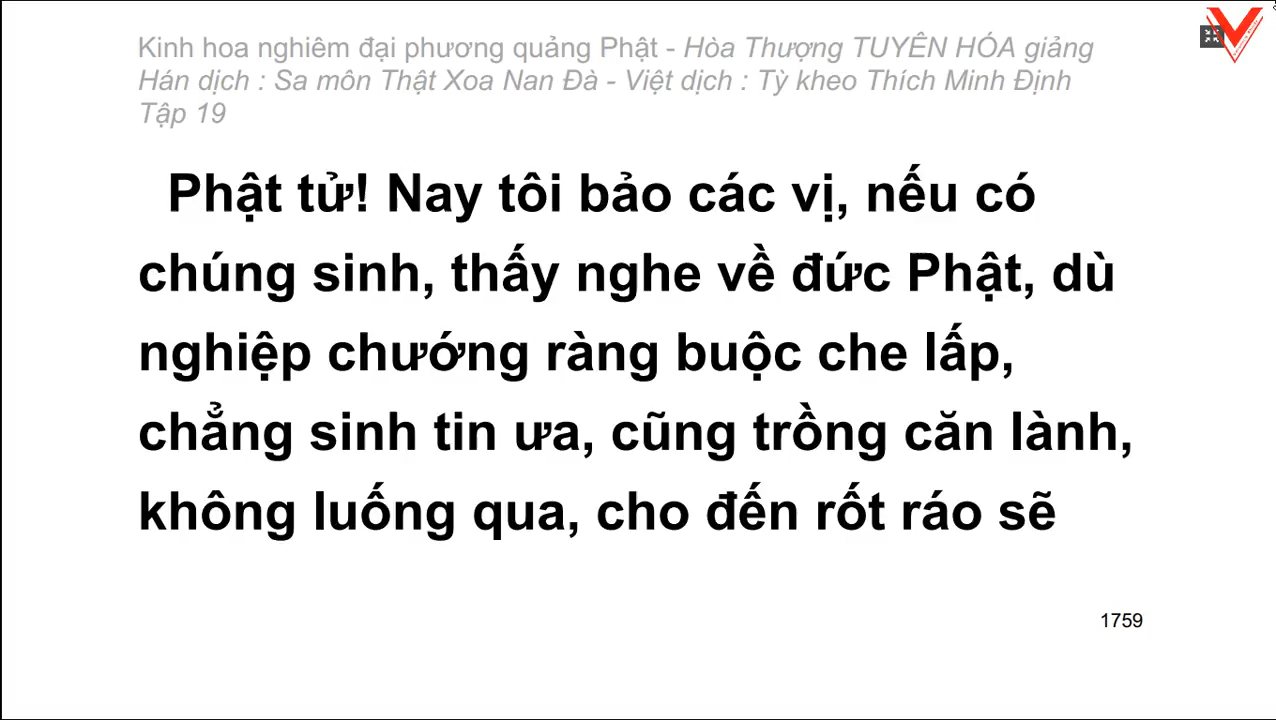 Kinh hoa nghiêm đại phương quảng Phật - Hòa Thượng TUYÊN HÓA giảng
Hán dịch : Sa môn Thật Xoa Nan Đà - Việt dịch : Tỳ kheo Thích Minh Định
Tập 19
Phật tử! Nay tôi bảo các vị, nếu có
chúng sinh, thấy nghe về đức Phật, dù
nghiệp chướng ràng buộc che lấp,
chẳng sinh tin ưa, cũng trồng căn lành,
không luống qua, cho đến rốt ráo sẽ
1759